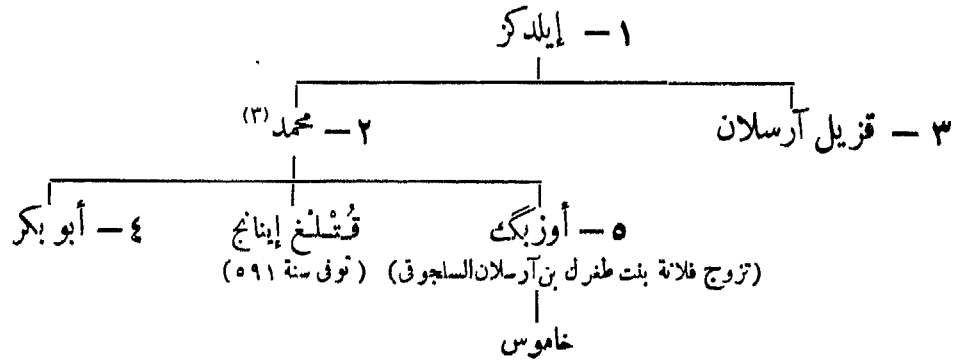 ١ – إيلدكز
٣ – قزيل آرسلان ٢ – محمد (٣)
٥ – أوزبگ قُتْلُغ إينانج ٤ – أبو بكر
(تزوج فلانة بنت طغرل بن آرسلان السلجوقى) (توفى سنة ٥٩١)
خاموس